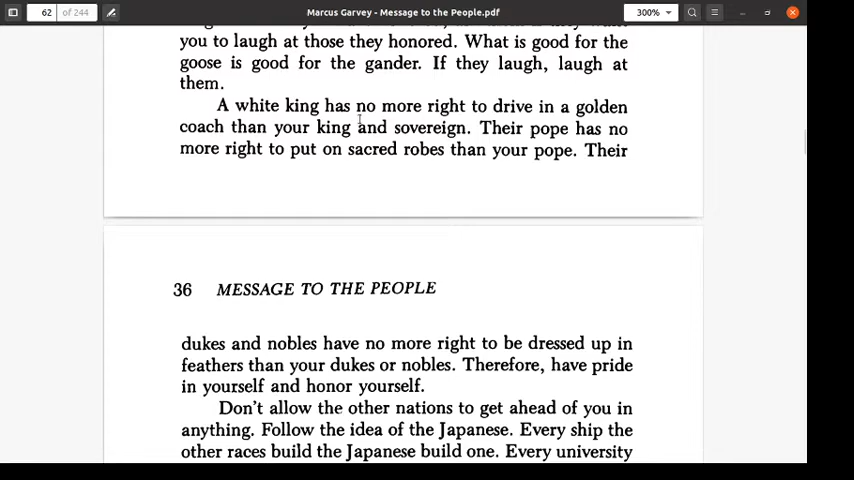 62 of 244
Marcus Garvey - Message to the People.pdf
300%
you to laugh at those they honored. What is good for the
goose is good for the gander. If they laugh, laugh at
them.
A white king has no more right to drive in a golden
coach than your king and sovereign. Their pope has no
more right to put on sacred robes than your pope. Their
36 MESSAGE TO THE PEOPLE
dukes and nobles have no more right to be dressed up in
feathers than your dukes or nobles. Therefore, have pride
in yourself and honor yourself.
Don't allow the other nations to get ahead of you in
anything. Follow the idea of the Japanese. Every ship the
other races build the Japanese build one. Every university